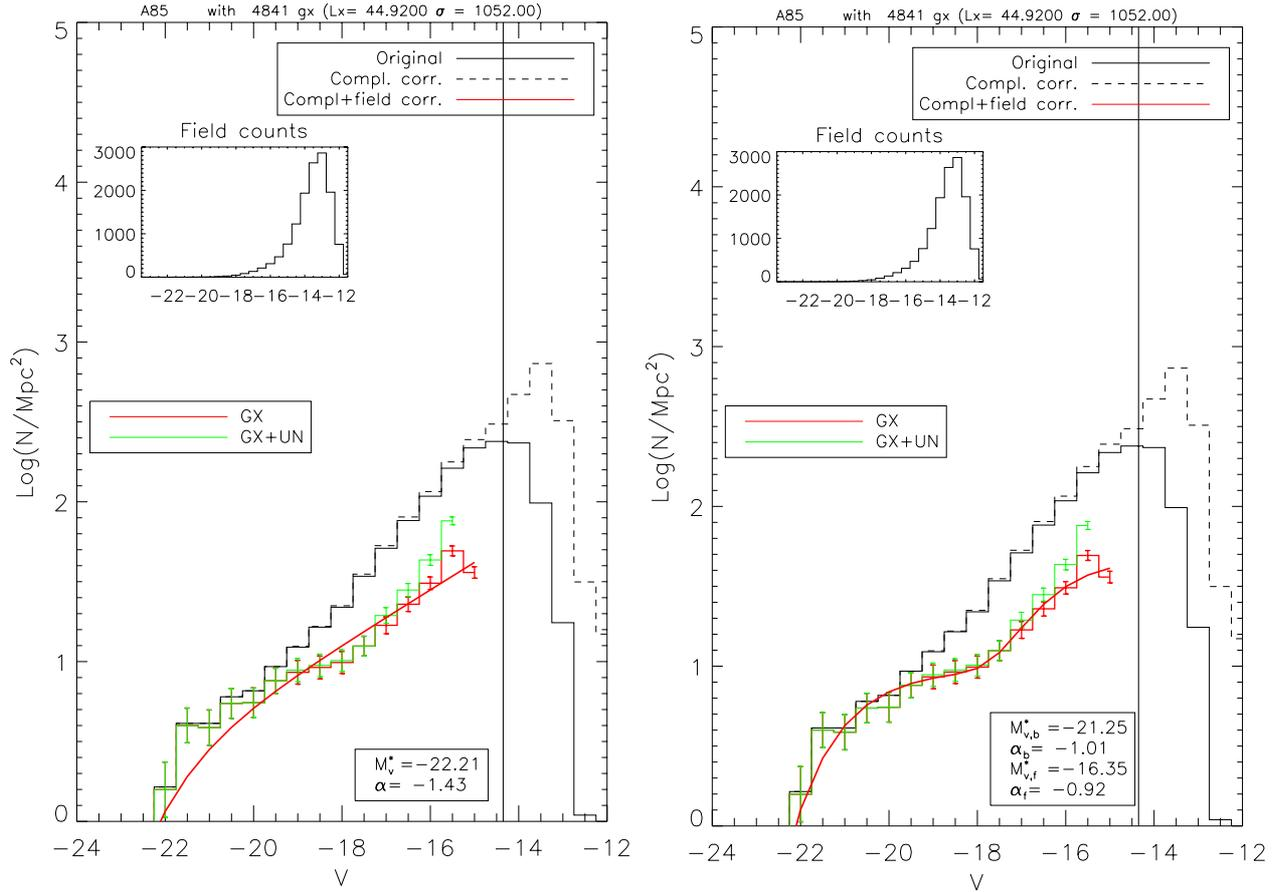 A85 with 4841 gx (Lx= 44.9200 σ = 1052.00)
Original
Compl. corr.
Compl+field corr.
Field counts
3000
2000
1000
0
−22−20−18−16−14−12
GX
GX+UN
M*v=−22.21
α= −1.43
5
4
3
2
1
0
Log(N/Mpc²)
−24 −22 −20 −18 −16 −14 −12
V
A85 with 4841 gx (Lx= 44.9200 σ = 1052.00)
Original
Compl. corr.
Compl+field corr.
Field counts
3000
2000
1000
0
−22−20−18−16−14−12
GX
GX+UN
M*v,b=−21.25
αb= −1.01
M*v,f=−16.35
αf= −0.92
5
4
3
2
1
0
Log(N/Mpc²)
−24 −22 −20 −18 −16 −14 −12
V